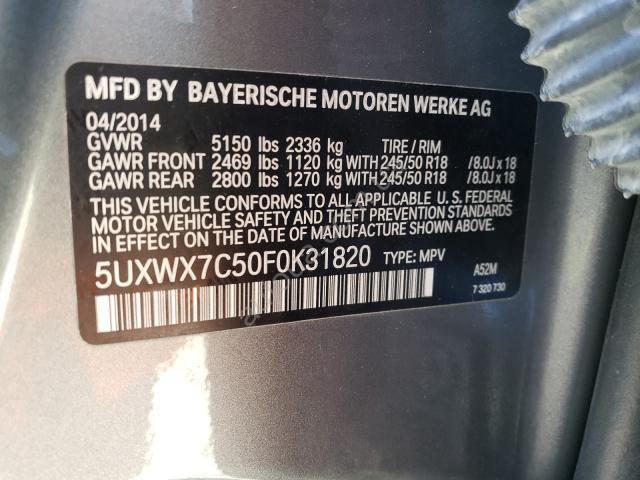 MFD BY BAYERISCHE MOTOREN WERKE AG
04/2014
GVWR 5150 lbs 2336 kg TIRE / RIM
GAWR FRONT 2469 lbs 1120 kg WITH 245/50 R18 /8.0J x 18
GAWR REAR 2800 lbs 1270 kg WITH 245/50 R18 /8.0J x 18
THIS VEHICLE CONFORMS TO ALL APPLICABLE U. S. FEDERAL
MOTOR VEHICLE SAFETY AND THEFT PREVENTION STANDARDS
IN EFFECT ON THE DATE OF MANUFACTURE SHOWN ABOVE.
5UXWX7C50F0K31820 TYPE: MPV A52M
7 320 730